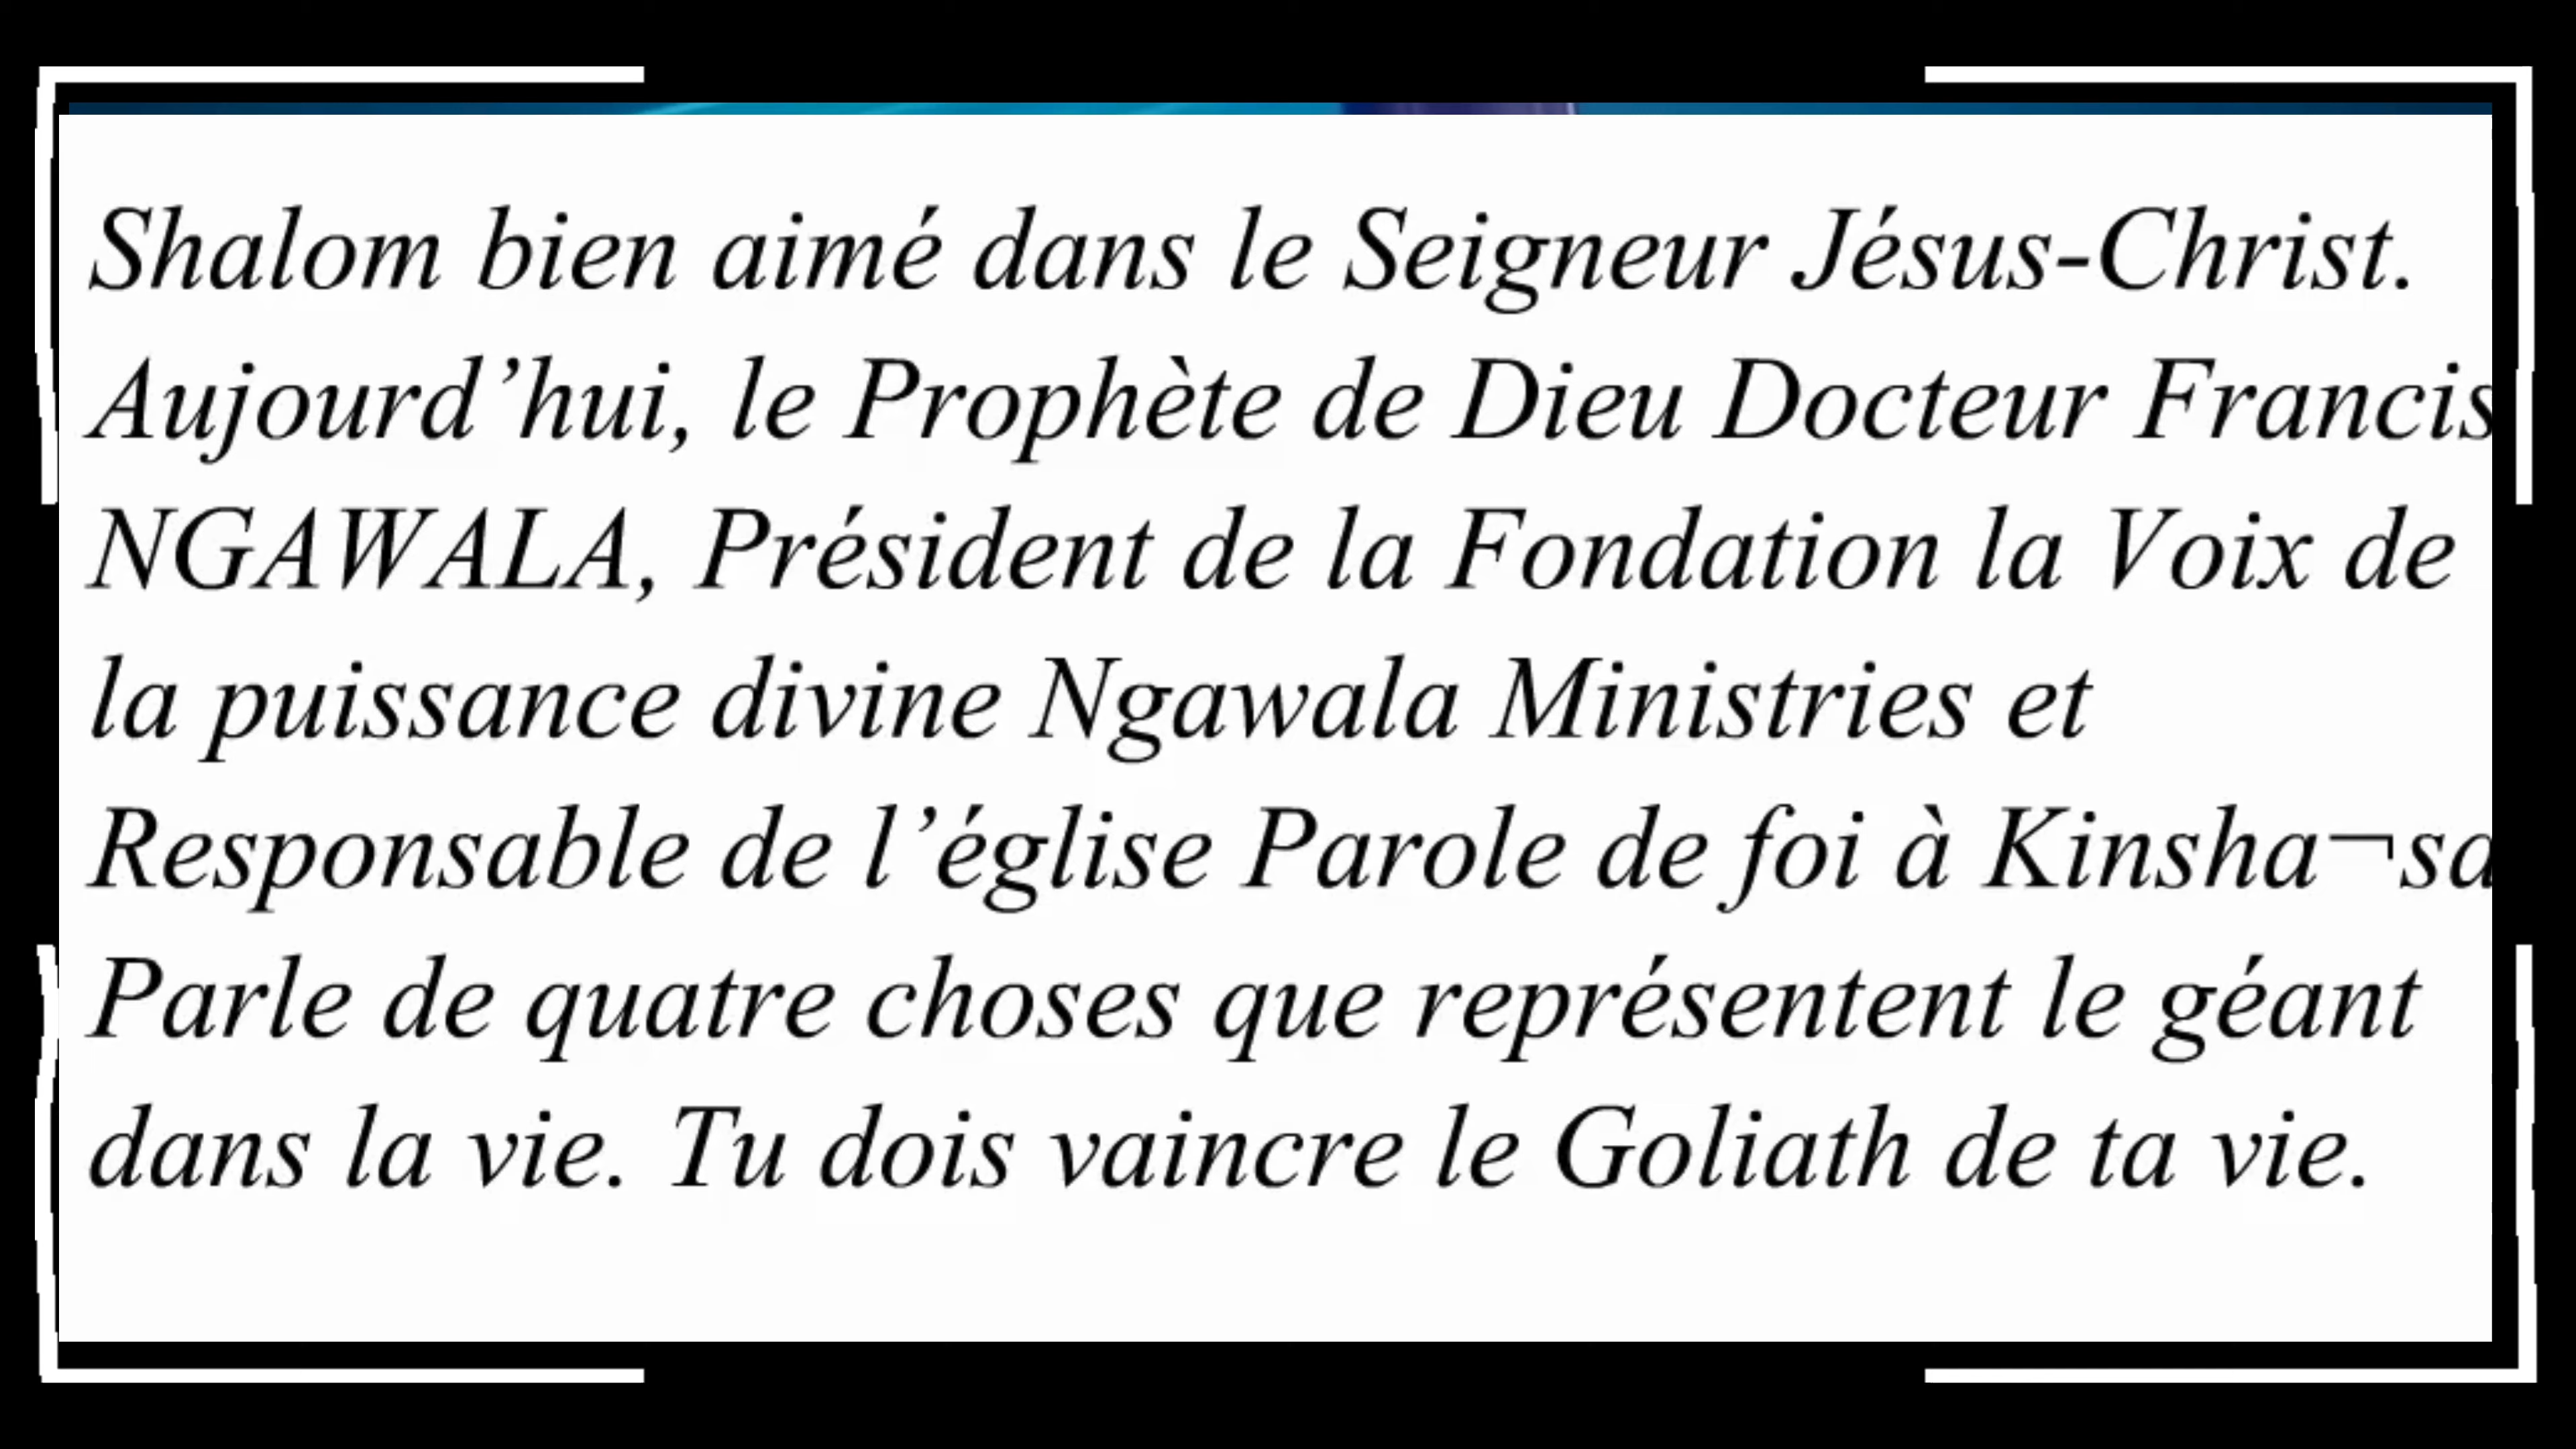 Shalom bien aimé dans le Seigneur Jésus-Christ.
Aujourd’hui, le Prophète de Dieu Docteur Francis
NGAWALA, Président de la Fondation la Voix de
la puissance divine Ngawala Ministries et
Responsable de l’église Parole de foi à Kinsha¬sa
Parle de quatre choses que représentent le géant
dans la vie. Tu dois vaincre le Goliath de ta vie.